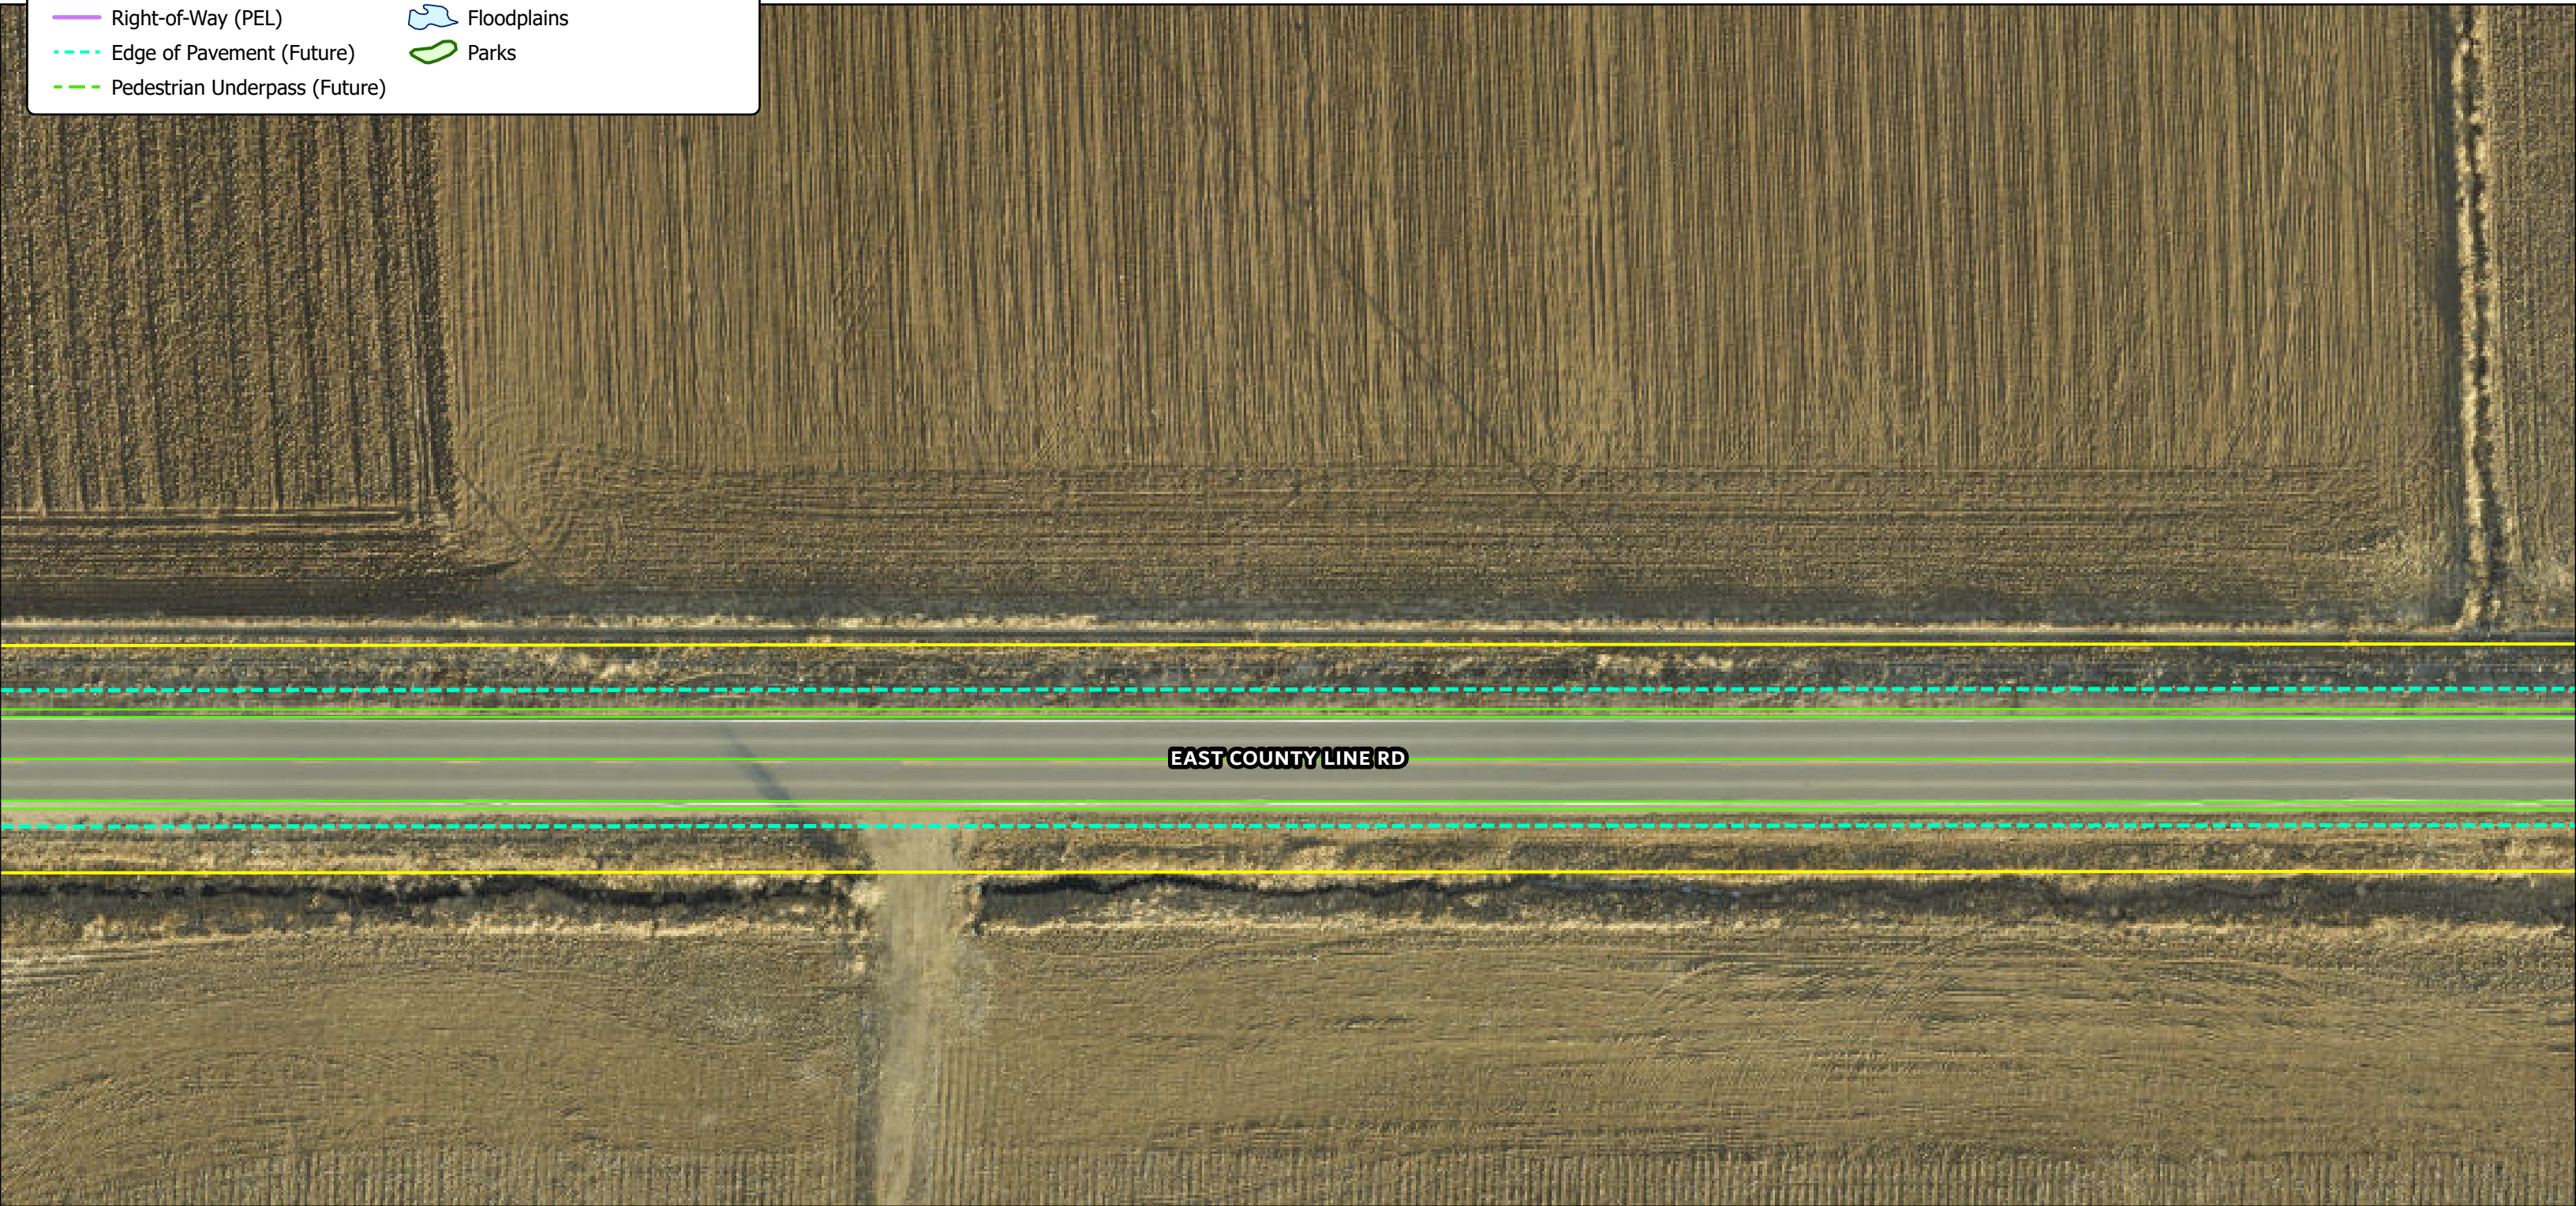 Right-of-Way (PEL)
Floodplains
Edge of Pavement (Future)
Parks
Pedestrian Underpass (Future)
EAST COUNTY LINE RD